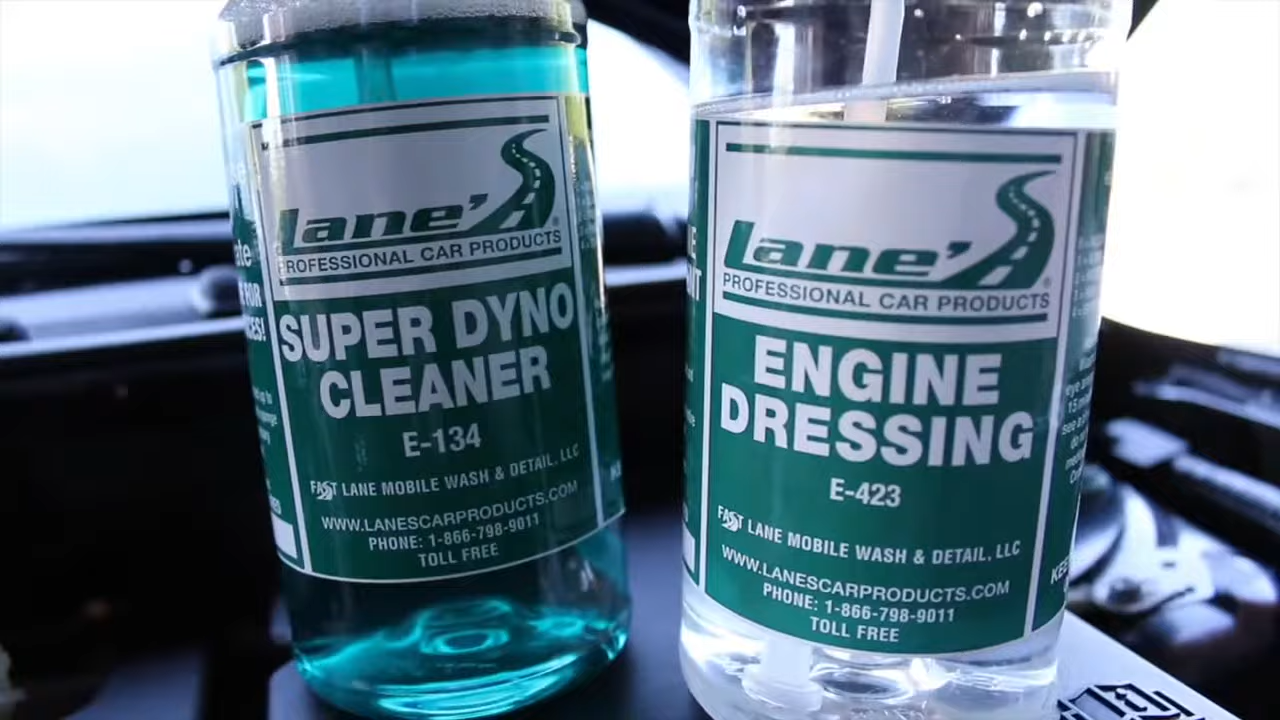 Lane's
PROFESSIONAL CAR PRODUCTS
SUPER DYNO
CLEANER
E-134
FAST LANE MOBILE WASH & DETAIL, LLC
WWW.LANESCARPRODUCTS.COM
PHONE: 1-866-798-9011
TOLL FREE
Lane's
PROFESSIONAL CAR PRODUCTS
ENGINE
DRESSING
E-423
FAST LANE MOBILE WASH & DETAIL, LLC
WWW.LANESCARPRODUCTS.COM
PHONE: 1-866-798-9011
TOLL FREE